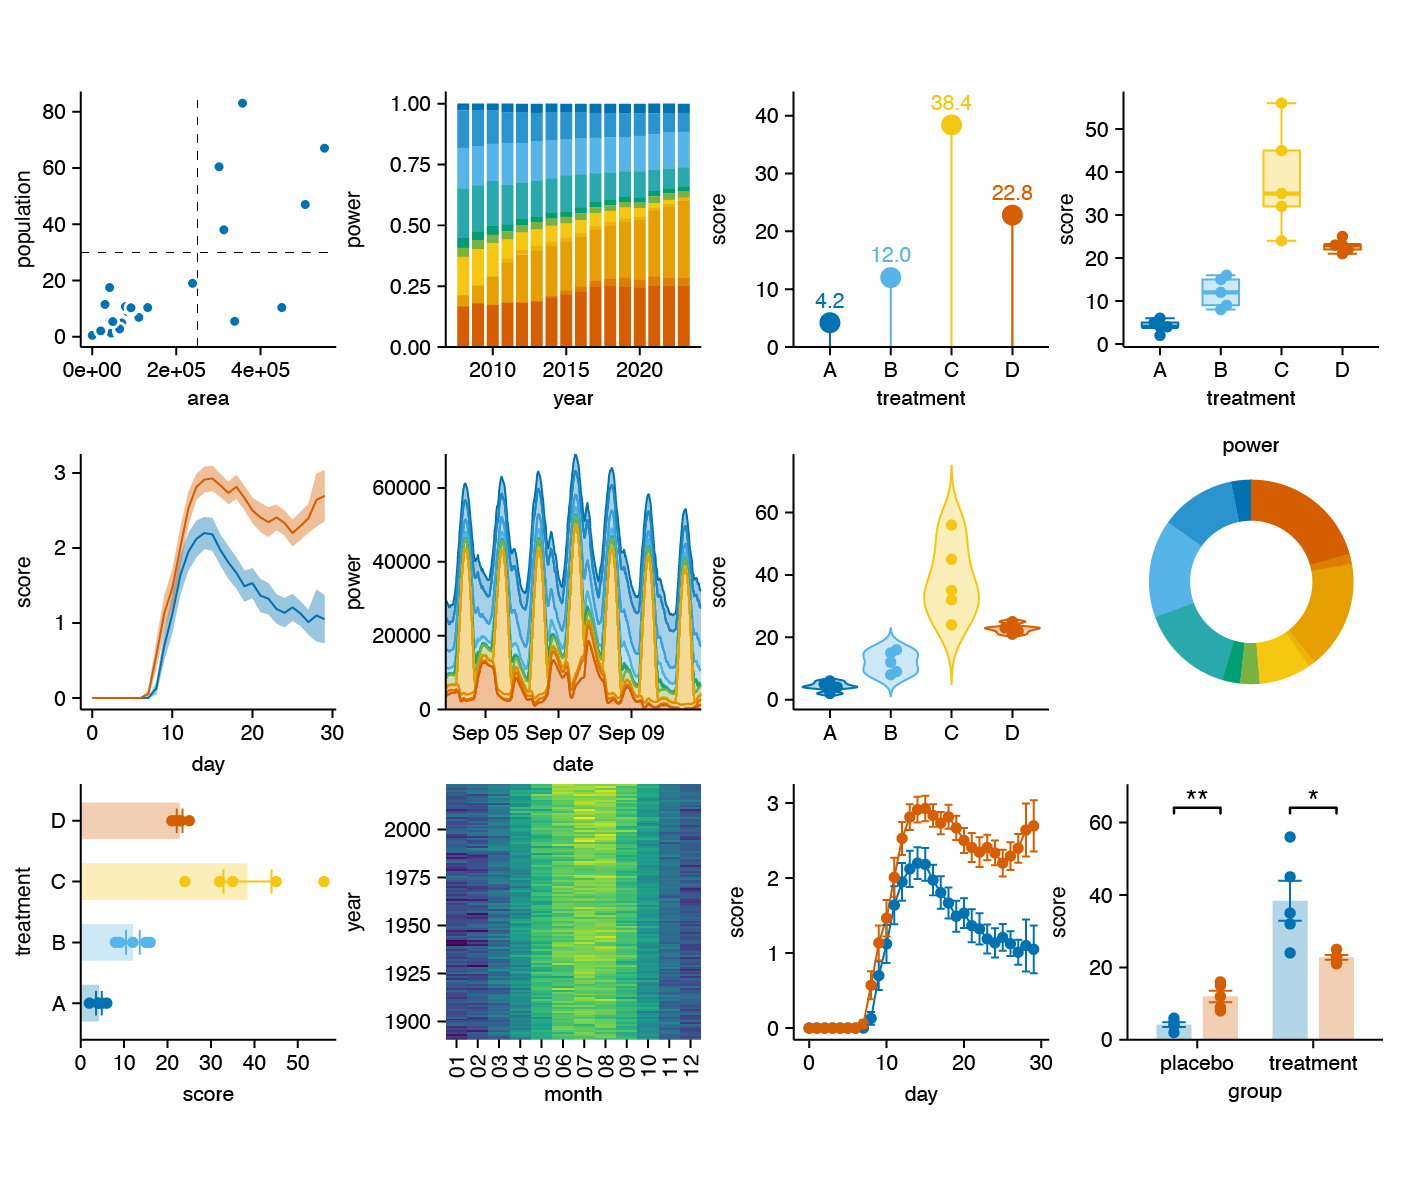 80
60
40
20
0
population
0e+00 2e+05 4e+05
area
1.00
0.75
0.50
0.25
0.00
power
2010 2015 2020
year
40
30
20
10
0
score
4.2
12.0
38.4
22.8
A B C D
treatment
50
40
30
20
10
0
score
A B C D
treatment
3
2
1
0
score
0 10 20 30
day
60000
40000
20000
0
power
Sep 05 Sep 07 Sep 09
date
60
40
20
0
score
A B C D
power
D
C
B
A
treatment
0 10 20 30 40 50
score
2000
1975
1950
1925
1900
year
01 02 03 04 05 06 07 08 09 10 11 12
month
3
2
1
0
score
0 10 20 30
day
60
40
20
0
score
** *
placebo treatment
group